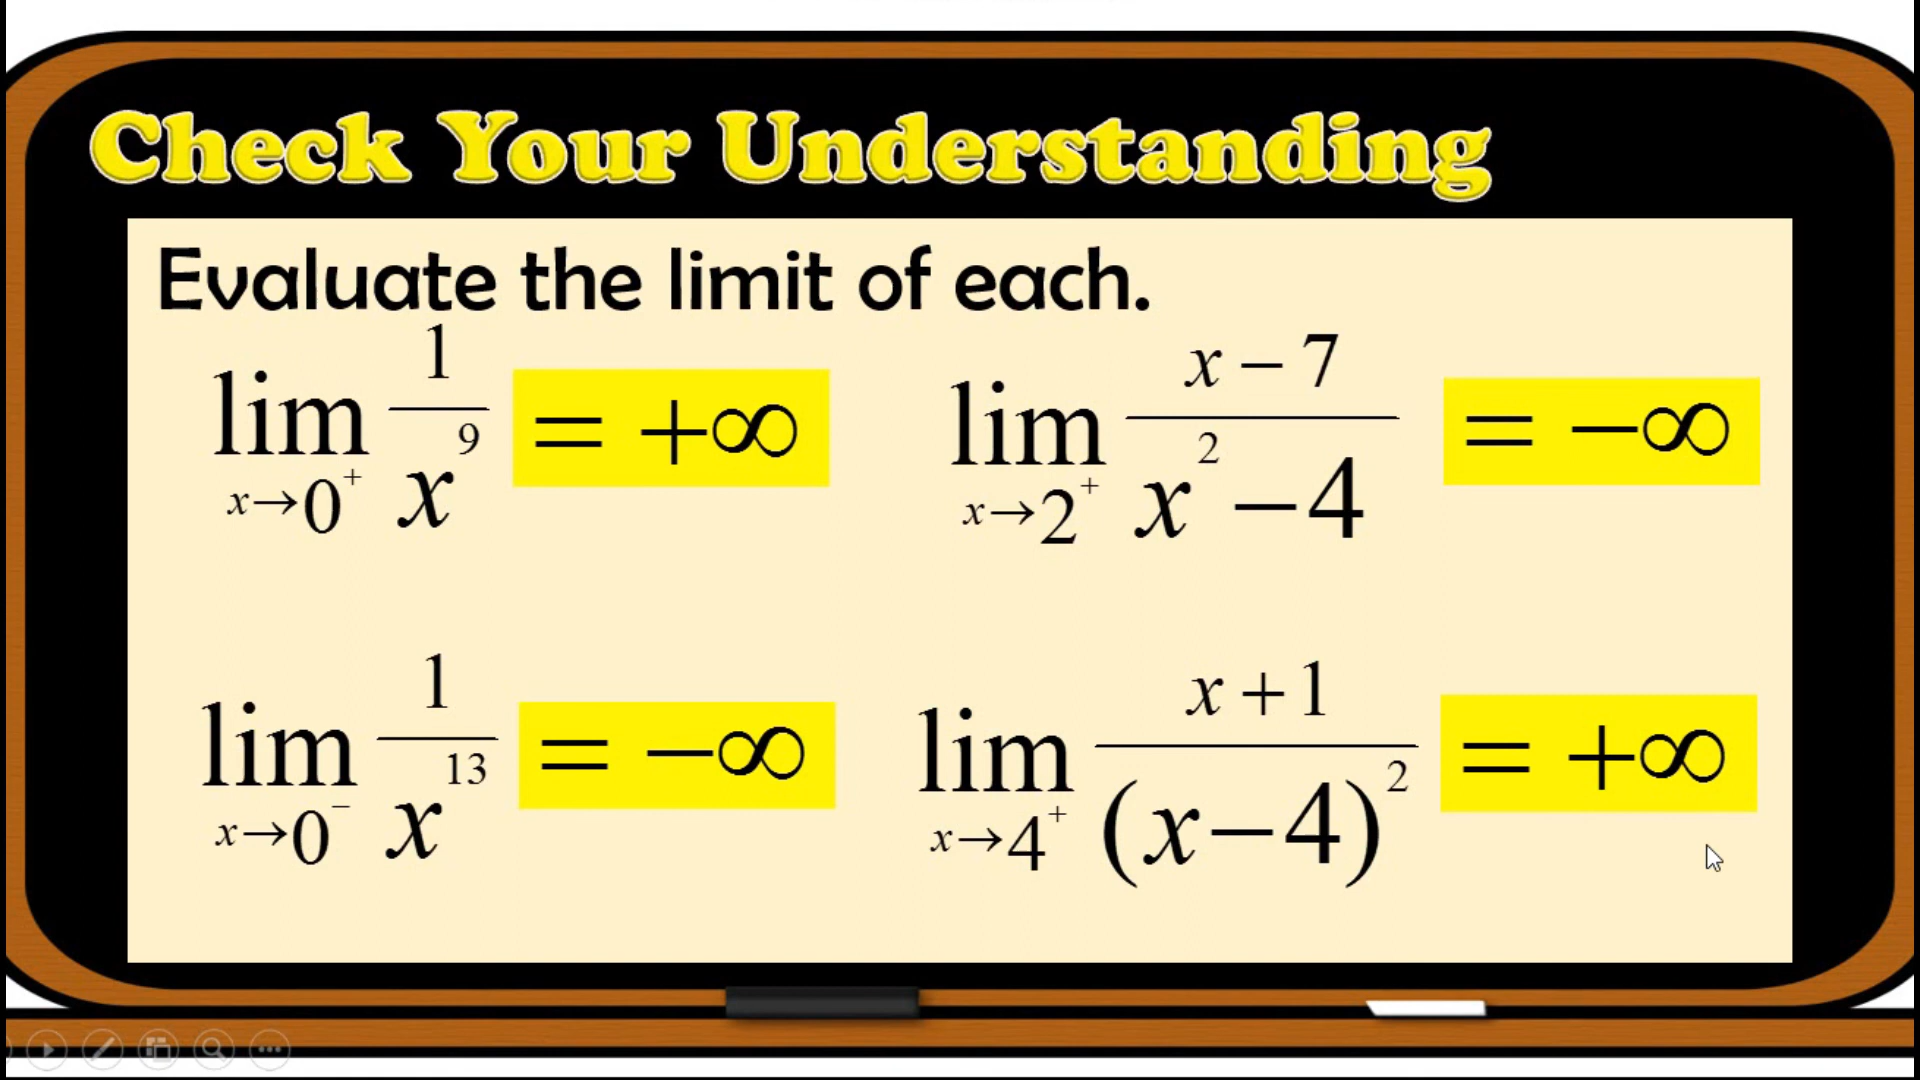 Check Your Understanding
Evaluate the limit of each.
lim x→0⁺ 1/x⁹ = +∞
lim x→2⁺ (x − 7)/(x² − 4) = −∞
lim x→0⁻ 1/x¹³ = −∞
lim x→4⁺ (x + 1)/(x−4)² = +∞